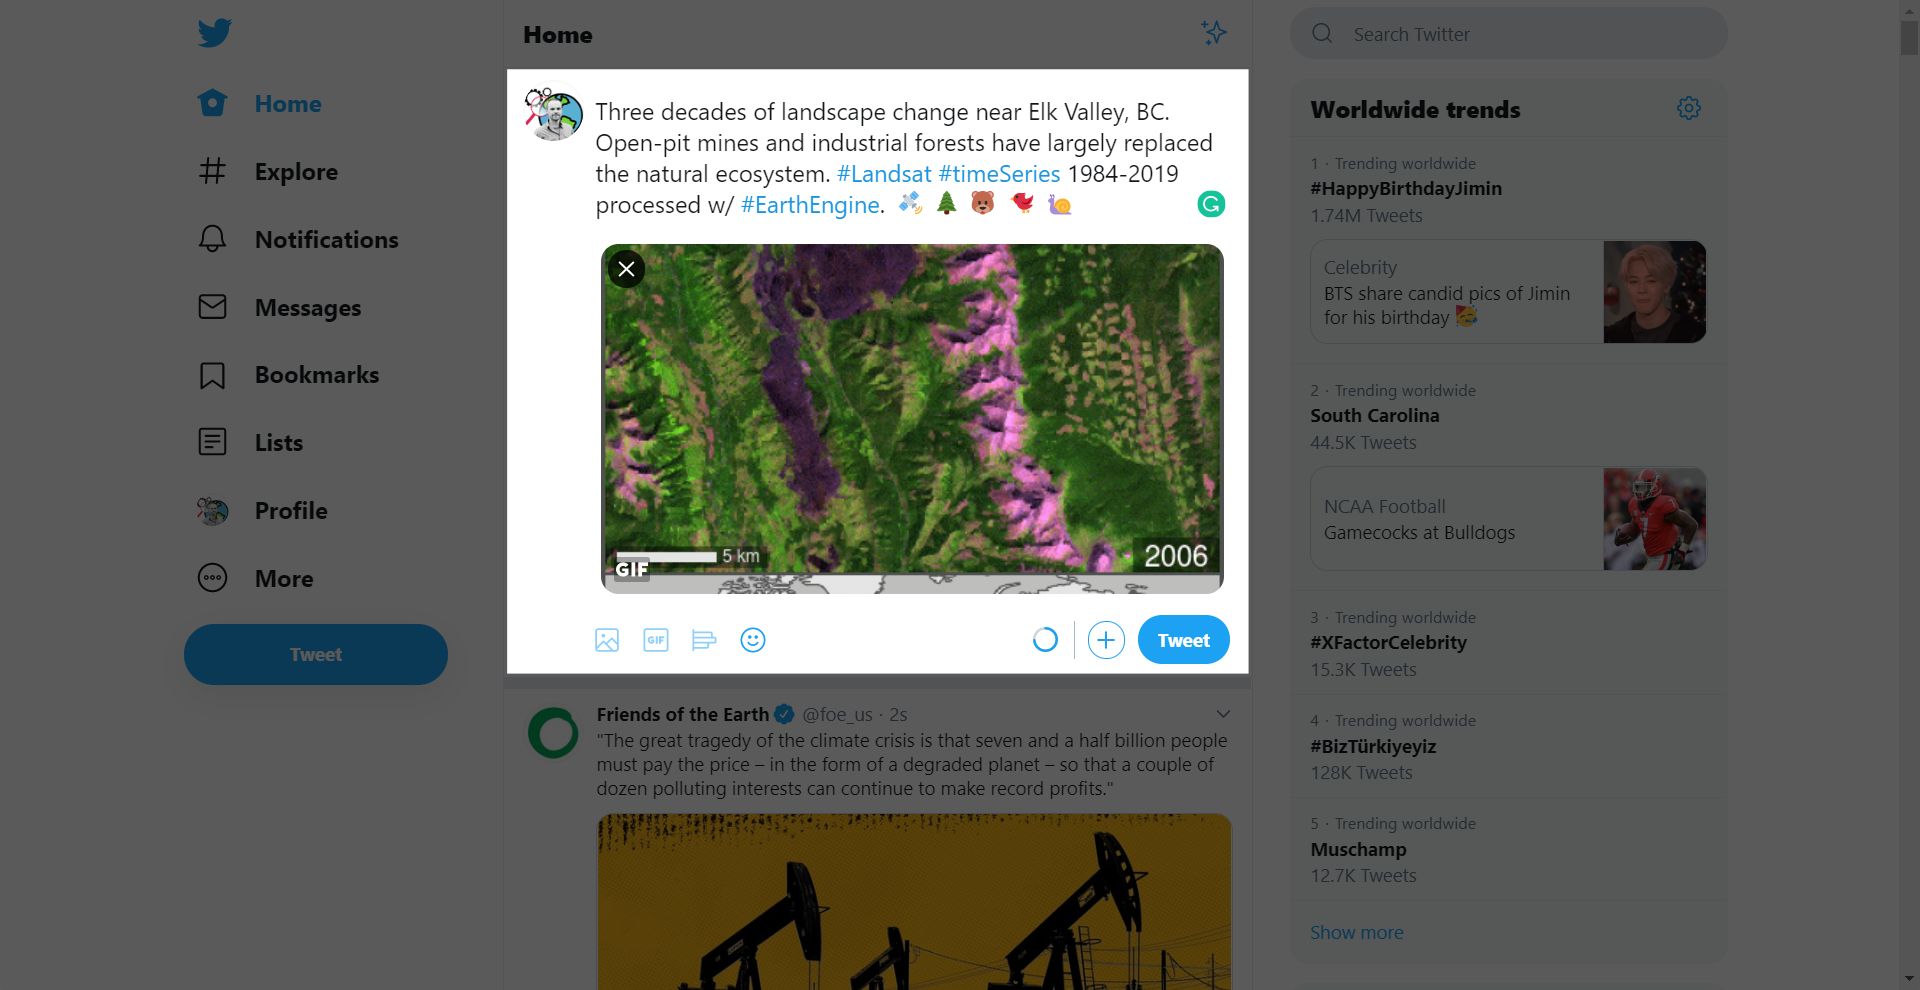 Home
Explore
Notifications
Messages
Bookmarks
Lists
Profile
More
Tweet
Home
Three decades of landscape change near Elk Valley, BC.
Open-pit mines and industrial forests have largely replaced
the natural ecosystem. #Landsat #timeSeries 1984-2019
processed w/ #EarthEngine. 🛰️ 🌲 🐻 🐦 🐌
5 km
GIF
2006
GIF
Tweet
Friends of the Earth @foe_us · 2s
"The great tragedy of the climate crisis is that seven and a half billion people
must pay the price – in the form of a degraded planet – so that a couple of
dozen polluting interests can continue to make record profits."
Search Twitter
Worldwide trends
1 · Trending worldwide
#HappyBirthdayJimin
1.74M Tweets
Celebrity
BTS share candid pics of Jimin
for his birthday 🥳
2 · Trending worldwide
South Carolina
44.5K Tweets
NCAA Football
Gamecocks at Bulldogs
3 · Trending worldwide
#XFactorCelebrity
15.3K Tweets
4 · Trending worldwide
#BizTürkiyeyiz
128K Tweets
5 · Trending worldwide
Muschamp
12.7K Tweets
Show more